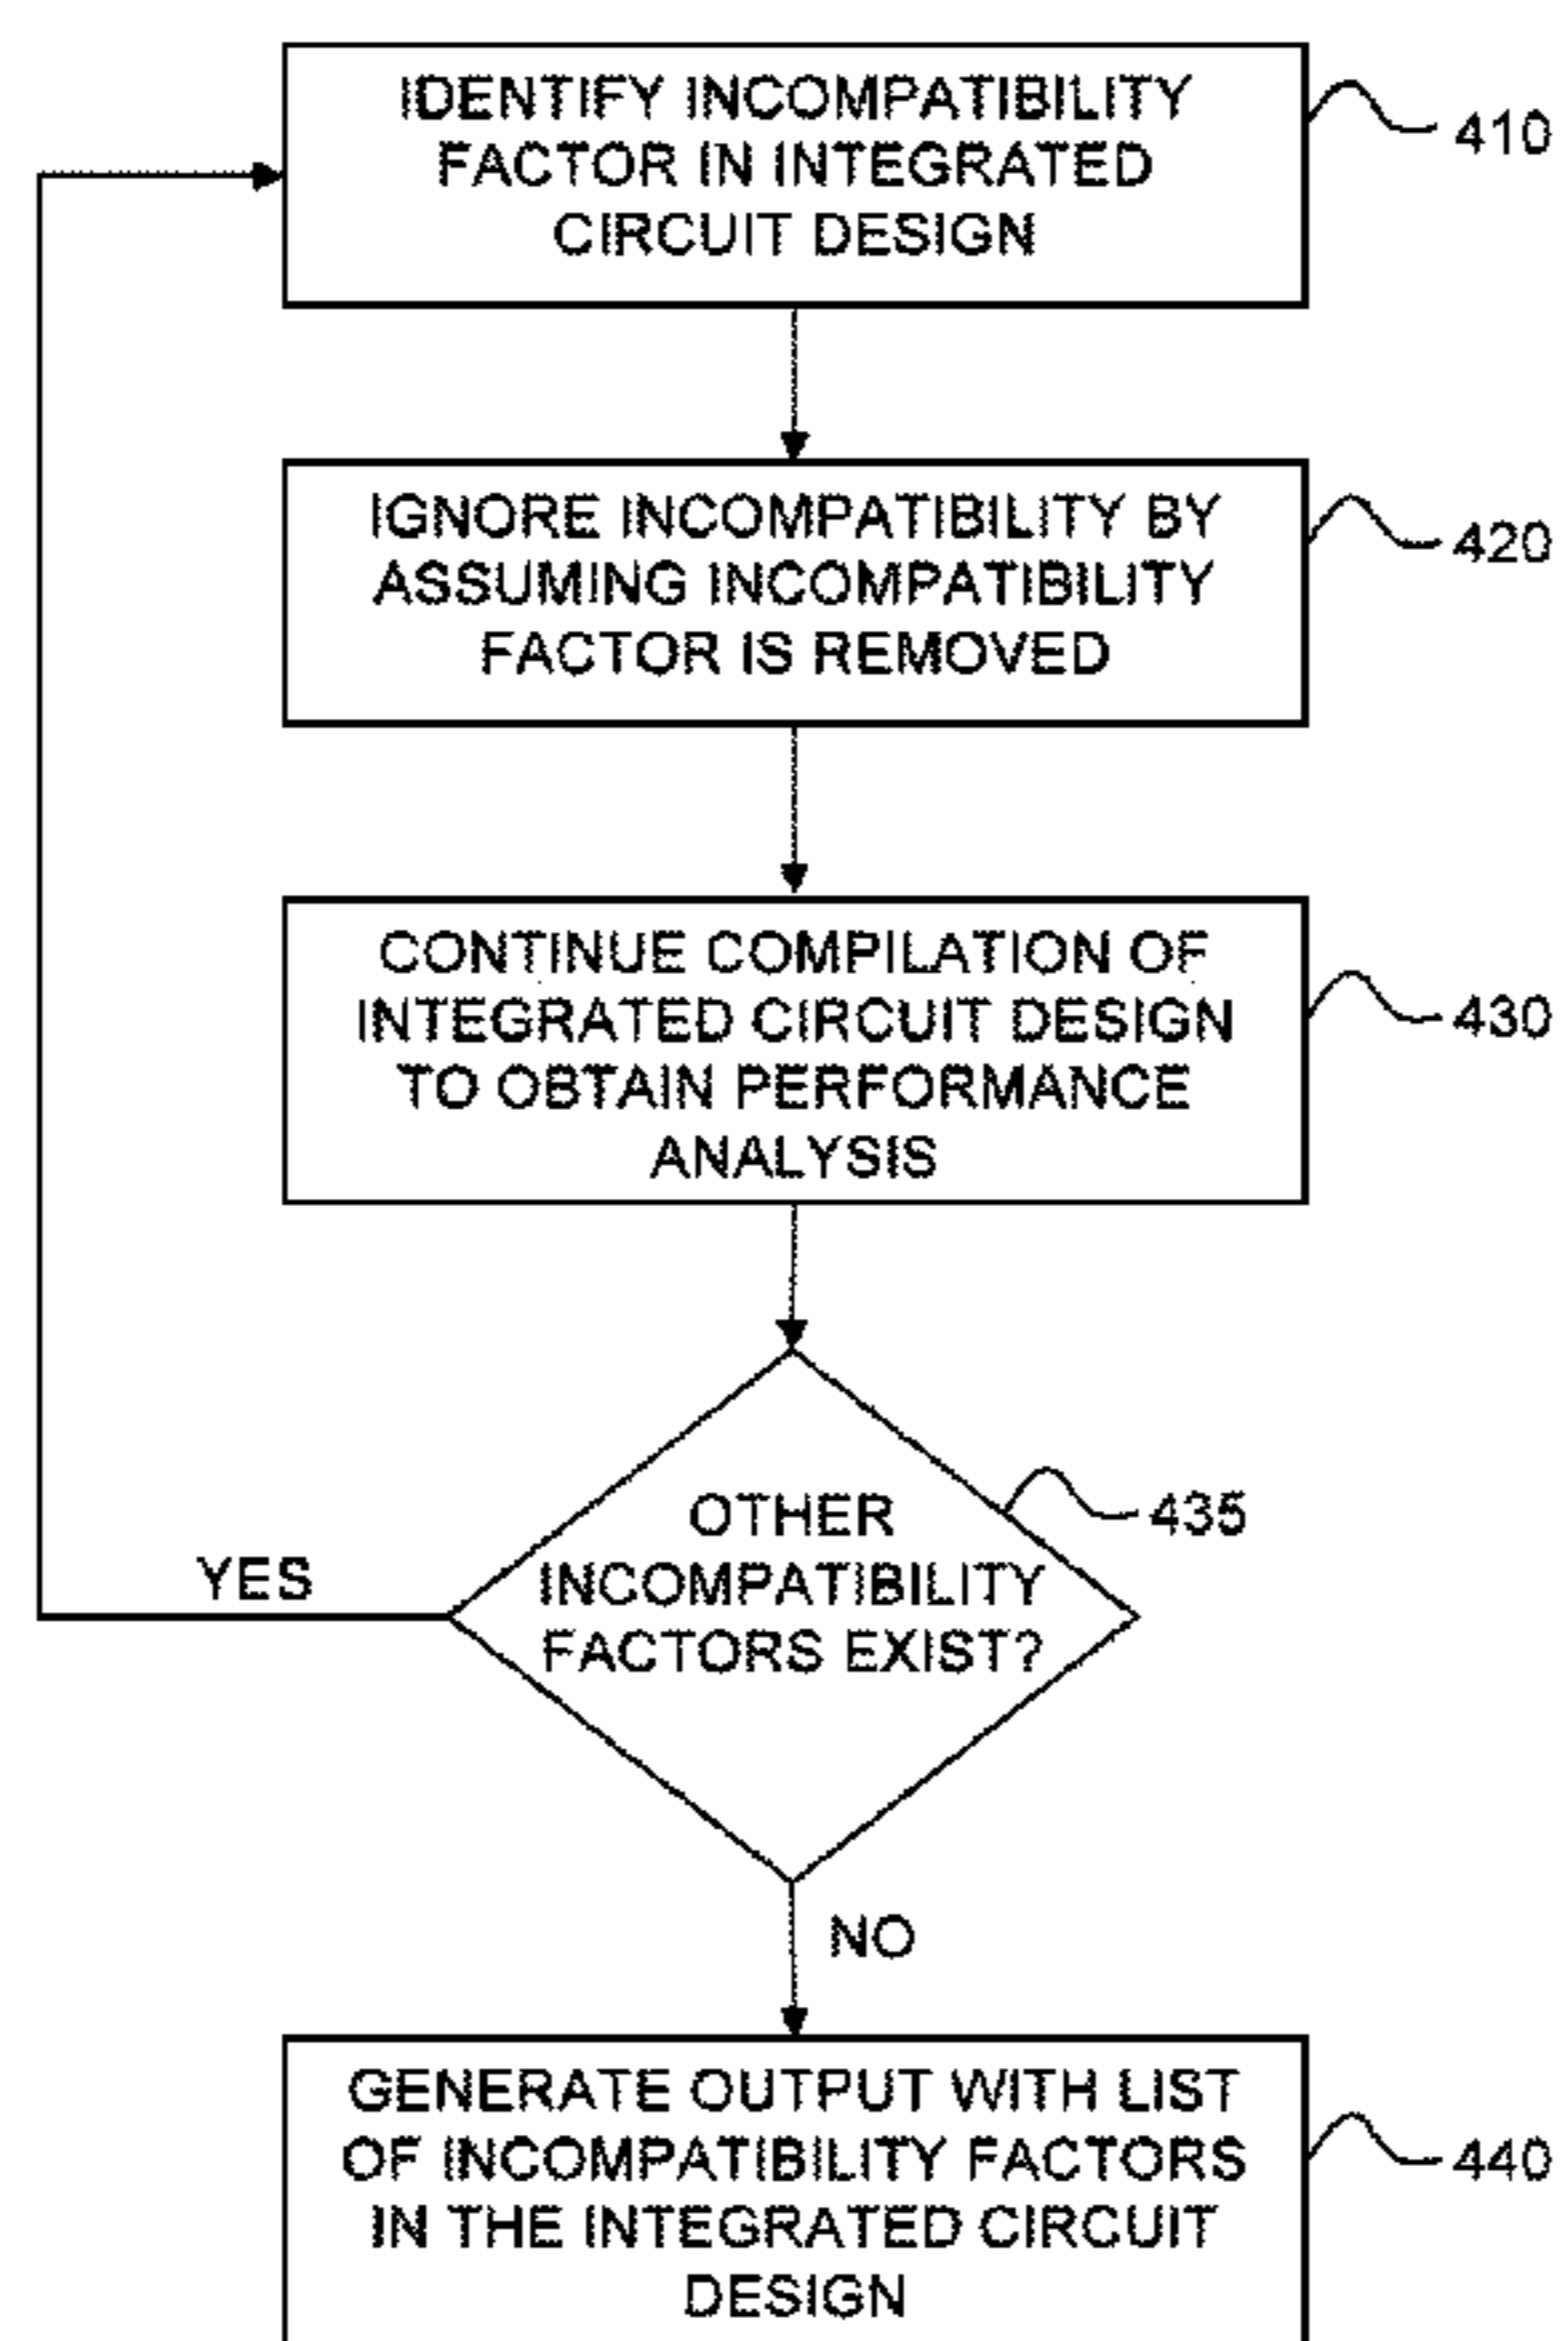 IDENTIFY INCOMPATIBILITY
FACTOR IN INTEGRATED
CIRCUIT DESIGN
410
IGNORE INCOMPATIBILITY BY
ASSUMING INCOMPATIBILITY
FACTOR IS REMOVED
420
CONTINUE COMPILATION OF
INTEGRATED CIRCUIT DESIGN
TO OBTAIN PERFORMANCE
ANALYSIS
430
OTHER
INCOMPATIBILITY
FACTORS EXIST?
435
YES
NO
GENERATE OUTPUT WITH LIST
OF INCOMPATIBILITY FACTORS
IN THE INTEGRATED CIRCUIT
DESIGN
440